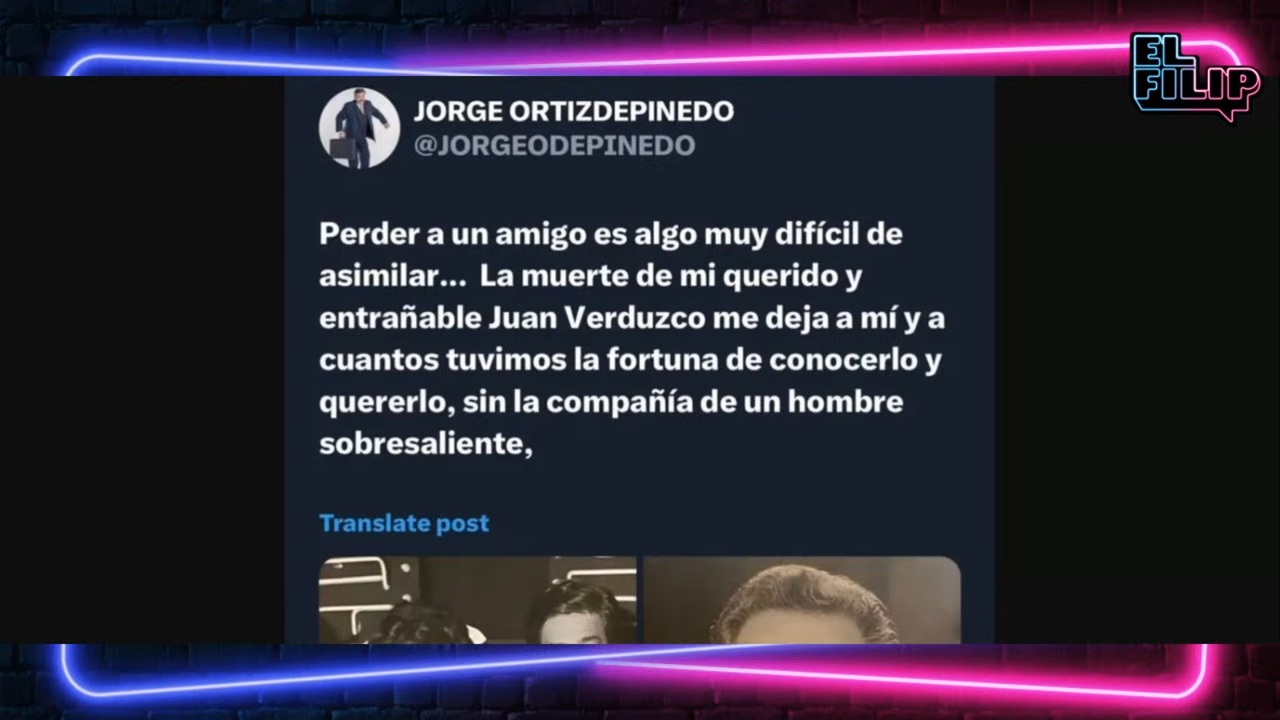 EL
FILIP
JORGE ORTIZDEPINEDO
@JORGEODEPINEDO
Perder a un amigo es algo muy difícil de
asimilar... La muerte de mi querido y
entrañable Juan Verduzco me deja a mí y a
cuantos tuvimos la fortuna de conocerlo y
quererlo, sin la compañía de un hombre
sobresaliente,
Translate post